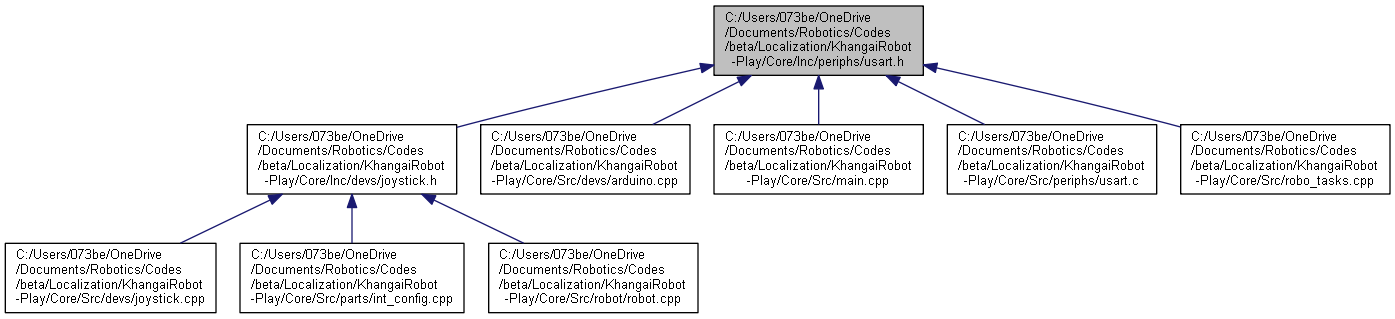 C:/Users/073be/OneDrive
/Documents/Robotics/Codes
/beta/Localization/KhangaiRobot
-Play/Core/Inc/periphs/usart.h
C:/Users/073be/OneDrive
/Documents/Robotics/Codes
/beta/Localization/KhangaiRobot
-Play/Core/Inc/devs/joystick.h
C:/Users/073be/OneDrive
/Documents/Robotics/Codes
/beta/Localization/KhangaiRobot
-Play/Core/Src/devs/arduino.cpp
C:/Users/073be/OneDrive
/Documents/Robotics/Codes
/beta/Localization/KhangaiRobot
-Play/Core/Src/main.cpp
C:/Users/073be/OneDrive
/Documents/Robotics/Codes
/beta/Localization/KhangaiRobot
-Play/Core/Src/periphs/usart.c
C:/Users/073be/OneDrive
/Documents/Robotics/Codes
/beta/Localization/KhangaiRobot
-Play/Core/Src/robo_tasks.cpp
C:/Users/073be/OneDrive
/Documents/Robotics/Codes
/beta/Localization/KhangaiRobot
-Play/Core/Src/devs/joystick.cpp
C:/Users/073be/OneDrive
/Documents/Robotics/Codes
/beta/Localization/KhangaiRobot
-Play/Core/Src/parts/int_config.cpp
C:/Users/073be/OneDrive
/Documents/Robotics/Codes
/beta/Localization/KhangaiRobot
-Play/Core/Src/robot/robot.cpp